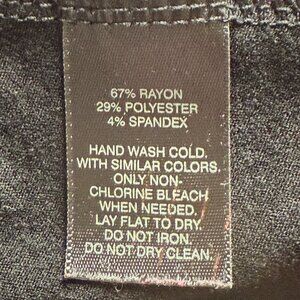 67% RAYON
29% POLYESTER
4% SPANDEX
HAND WASH COLD.
WITH SIMILAR COLORS.
ONLY NON-
CHLORINE BLEACH
WHEN NEEDED.
LAY FLAT TO DRY.
DO NOT IRON.
DO NOT DRY CLEAN.